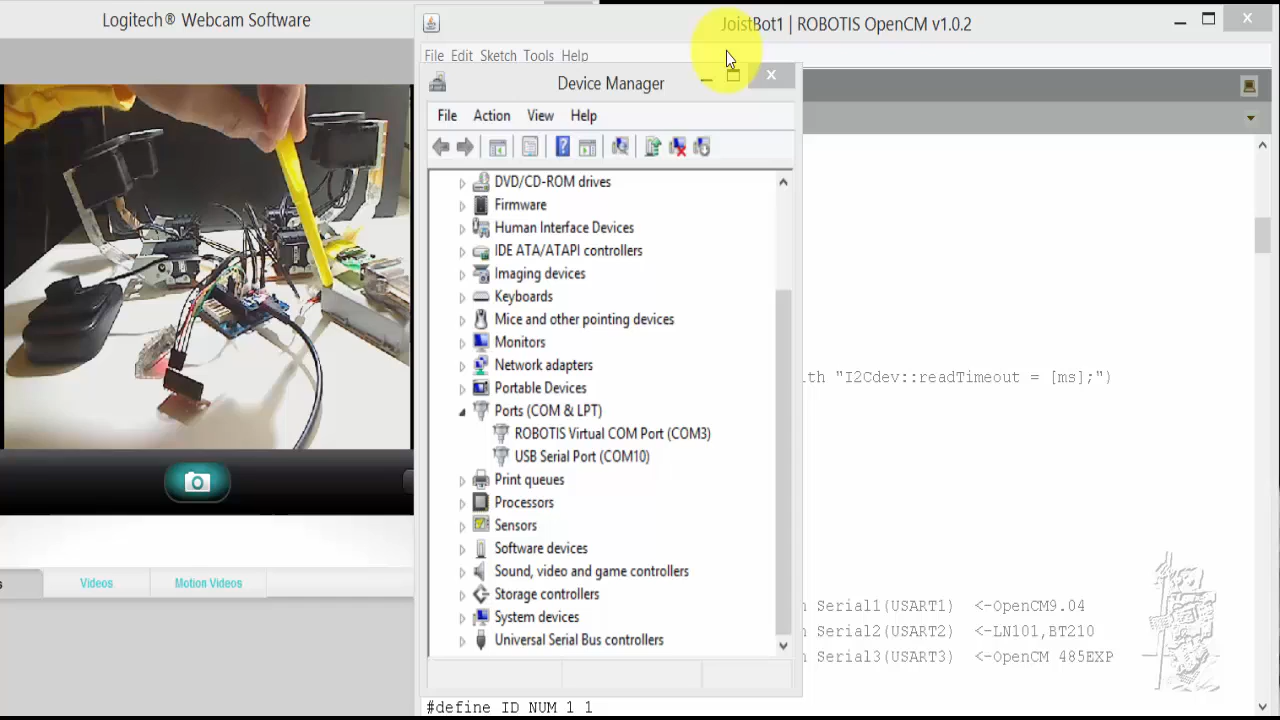 Logitech® Webcam Software
JoistBot1 | ROBOTIS OpenCM v1.0.2
File Edit Sketch Tools Help
Device Manager
File Action View Help
DVD/CD-ROM drives
Firmware
Human Interface Devices
IDE ATA/ATAPI controllers
Imaging devices
Keyboards
Mice and other pointing devices
Monitors
Network adapters
Portable Devices
Ports (COM & LPT)
ROBOTIS Virtual COM Port (COM3)
USB Serial Port (COM10)
Print queues
Processors
Sensors
Software devices
Sound, video and game controllers
Storage controllers
System devices
Universal Serial Bus controllers
Videos
Motion Videos
th "I2Cdev::readTimeout = [ms];")
Serial1(USART1) <-OpenCM9.04
Serial2(USART2) <-LN101,BT210
Serial3(USART3) <-OpenCM 485EXP
#define ID NUM 1 1